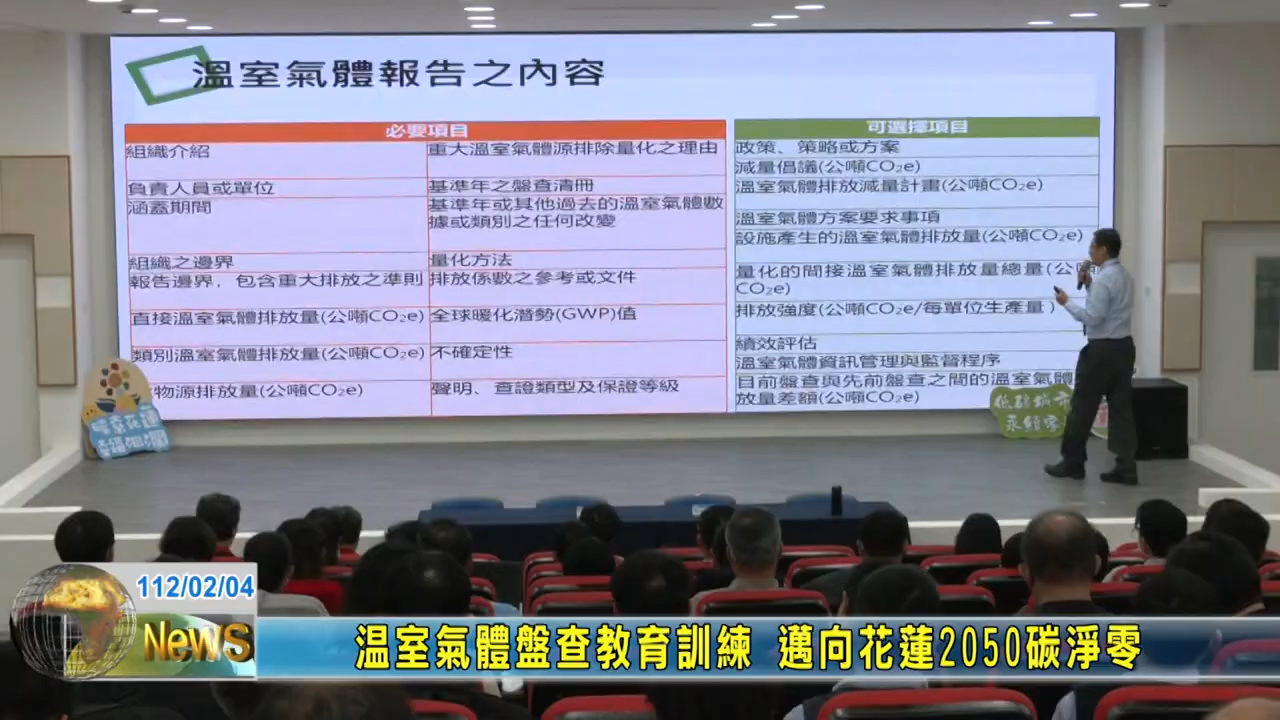 溫室氣體報告之內容
必要項目
組織介紹
重大溫室氣體源排除量化之理由
負責人員或單位
基準年之盤查清冊
涵蓋期間
基準年或其他過去的溫室氣體數
據或類別之任何改變
組織之邊界
量化方法
報告邊界，包含重大排放之準則
排放係數之參考或文件
直接溫室氣體排放量(公噸CO₂e)
全球暖化潛勢(GWP)值
類別溫室氣體排放量(公噸CO₂e)
不確定性
物源排放量(公噸CO₂e)
聲明、查證類型及保證等級
可選擇項目
政策、策略或方案
減量倡議(公噸CO₂e)
溫室氣體排放減量計畫(公噸CO₂e)
溫室氣體方案要求事項
設施產生的溫室氣體排放量(公噸CO₂e)
量化的間接溫室氣體排放量總量(公
CO₂e)
排放強度(公噸CO₂e/每單位生產量)
績效評估
溫室氣體資訊管理與監督程序
目前盤查與先前盤查之間的溫室氣體
放量差額(公噸CO₂e)
低碳城市
永續家
112/02/04
News
溫室氣體盤查教育訓練 邁向花蓮2050碳淨零